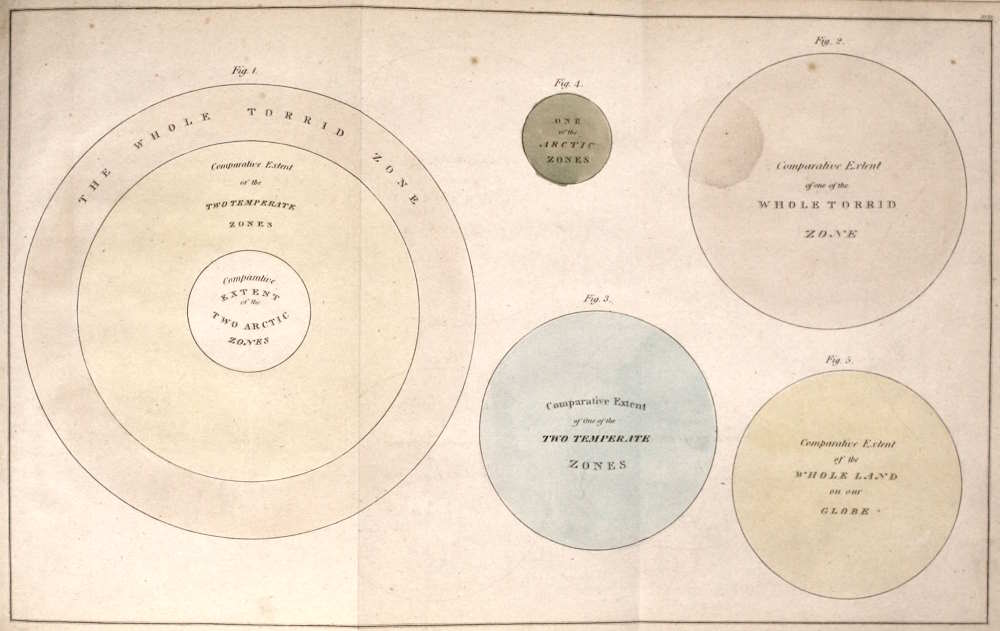 Fig. 1.
THE WHOLE TORRID ZONE
Comparative Extent
of the
TWO TEMPERATE
ZONES
Comparative
EXTENT
of the
TWO ARCTIC
ZONES
Fig. 4.
ONE
of the
ARCTIC
ZONES
Fig. 2.
Comparative Extent
of one of the
WHOLE TORRID
ZONE
Fig. 3.
Comparative Extent
of One of the
TWO TEMPERATE
ZONES
Fig. 5.
Comparative Extent
of the
WHOLE LAND
on our
GLOBE